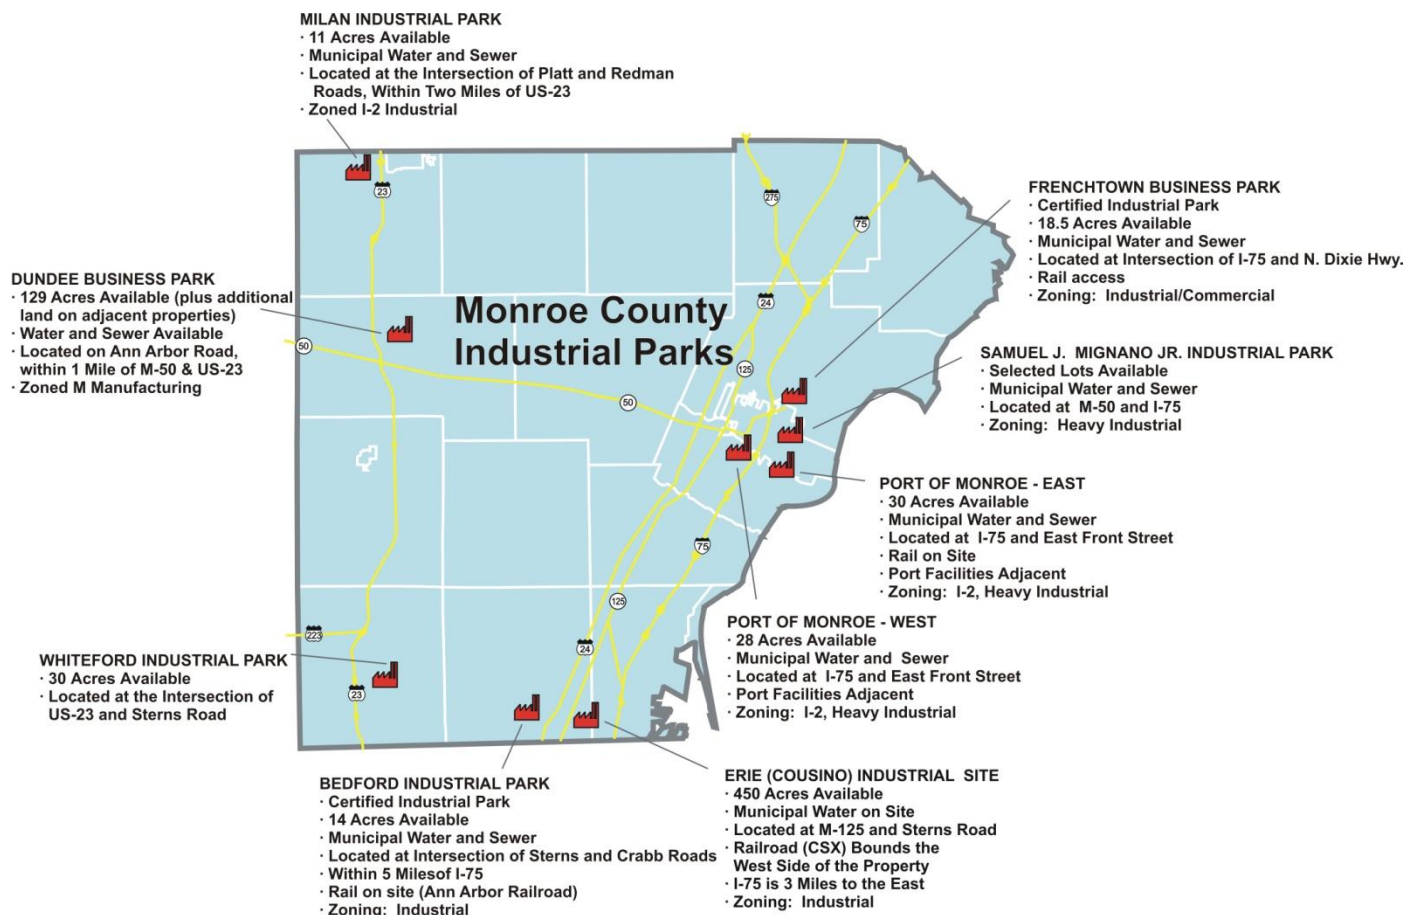 MILAN INDUSTRIAL PARK
· 11 Acres Available
· Municipal Water and Sewer
· Located at the Intersection of Platt and Redman
Roads, Within Two Miles of US-23
· Zoned I-2 Industrial
23
275
75
FRENCHTOWN BUSINESS PARK
· Certified Industrial Park
· 18.5 Acres Available
· Municipal Water and Sewer
· Located at Intersection of I-75 and N. Dixie Hwy.
· Rail access
· Zoning: Industrial/Commercial
DUNDEE BUSINESS PARK
· 129 Acres Available (plus additional
land on adjacent properties)
· Water and Sewer Available
· Located on Ann Arbor Road,
within 1 Mile of M-50 & US-23
· Zoned M Manufacturing
Monroe County
Industrial Parks
24
50
125
50
SAMUEL J. MIGNANO JR. INDUSTRIAL PARK
· Selected Lots Available
· Municipal Water and Sewer
· Located at M-50 and I-75
· Zoning: Heavy Industrial
PORT OF MONROE - EAST
· 30 Acres Available
· Municipal Water and Sewer
· Located at I-75 and East Front Street
· Rail on Site
· Port Facilities Adjacent
· Zoning: I-2, Heavy Industrial
75
125
223
24
23
PORT OF MONROE - WEST
· 28 Acres Available
· Municipal Water and Sewer
· Located at I-75 and East Front Street
· Port Facilities Adjacent
· Zoning: I-2, Heavy Industrial
WHITEFORD INDUSTRIAL PARK
· 30 Acres Available
· Located at the Intersection of
US-23 and Sterns Road
BEDFORD INDUSTRIAL PARK
· Certified Industrial Park
· 14 Acres Available
· Municipal Water and Sewer
· Located at Intersection of Sterns and Crabb Roads
· Within 5 Milesof I-75
· Rail on site (Ann Arbor Railroad)
· Zoning: Industrial
ERIE (COUSINO) INDUSTRIAL SITE
· 450 Acres Available
· Municipal Water on Site
· Located at M-125 and Sterns Road
· Railroad (CSX) Bounds the
West Side of the Property
· I-75 is 3 Miles to the East
· Zoning: Industrial